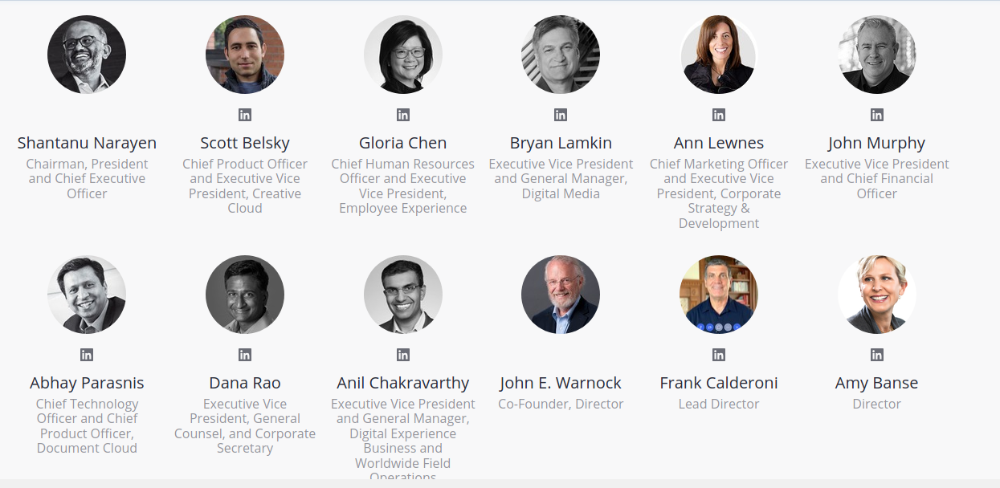 in in in in in
Shantanu Narayen Scott Belsky Gloria Chen Bryan Lamkin Ann Lewnes John Murphy
Chairman, President
and Chief Executive
Officer
Chief Product Officer
and Executive Vice
President, Creative
Cloud
Chief Human Resources
Officer and Executive
Vice President,
Employee Experience
Executive Vice President
and General Manager,
Digital Media
Chief Marketing Officer
and Executive Vice
President, Corporate
Strategy &
Development
Executive Vice President
and Chief Financial
Officer
in in in in in
Abhay Parasnis Dana Rao Anil Chakravarthy John E. Warnock Frank Calderoni Amy Banse
Chief Technology
Officer and Chief
Product Officer,
Document Cloud
Executive Vice
President, General
Counsel, and Corporate
Secretary
Executive Vice President
and General Manager,
Digital Experience
Business and
Worldwide Field
Operations
Co-Founder, Director
Lead Director
Director